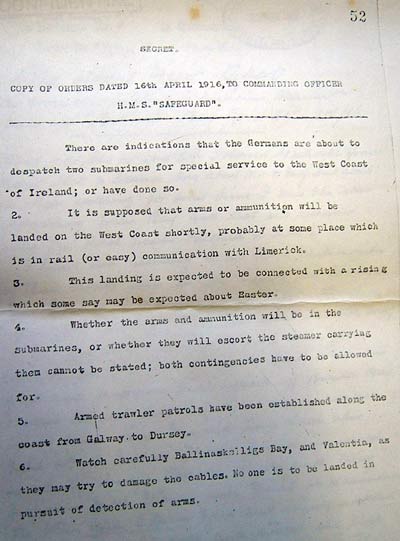 52
SECRET.
COPY OF ORDERS DATED 16th APRIL 1916, TO COMMANDING OFFICER
H.M.S."SAFEGUARD".
There are indications that the Germans are about to
despatch two submarines for special service to the West Coast
of Ireland; or have done so.
2. It is supposed that arms or ammunition will be
landed on the West Coast shortly, probably at some place which
is in rail (or easy) communication with Limerick.
3. This landing is expected to be connected with a rising
which some say may be expected about Easter.
4. Whether the arms and ammunition will be in the
submarines, or whether they will escort the steamer carrying
them cannot be stated; both contingencies have to be allowed
for.
5. Armed trawler patrols have been established along the
coast from Galway to Dursey.
6. Watch carefully Ballinaskelligs Bay, and Valentia, as
they may try to damage the cables. No one is to be landed in
pursuit of detection of arms.